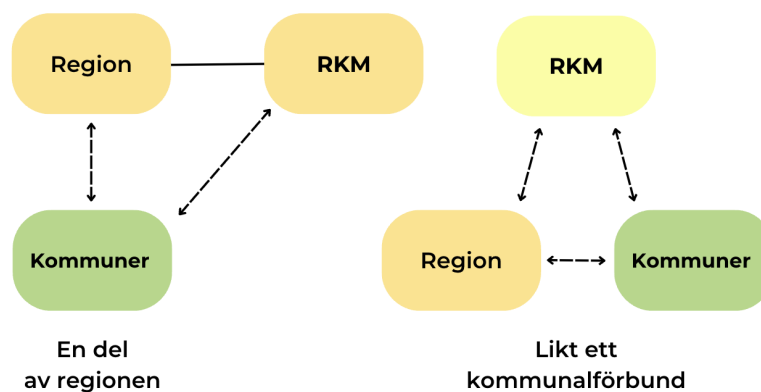 Region
RKM
Kommuner
En del
av regionen
RKM
Region
Kommuner
Likt ett
kommunalförbund